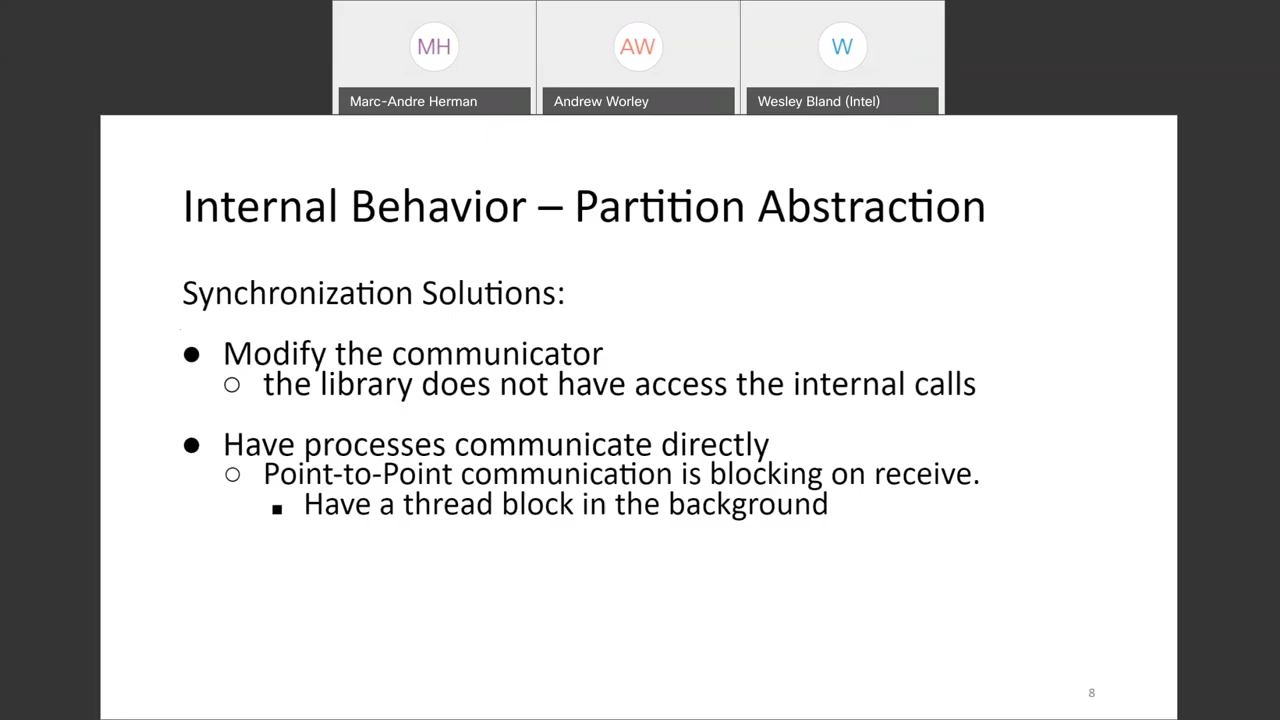 MH
AW
W
Marc-Andre Herman
Andrew Worley
Wesley Bland (Intel)
Internal Behavior – Partition Abstraction
Synchronization Solutions:
● Modify the communicator
○ the library does not have access the internal calls
● Have processes communicate directly
○ Point-to-Point communication is blocking on receive.
■ Have a thread block in the background
8